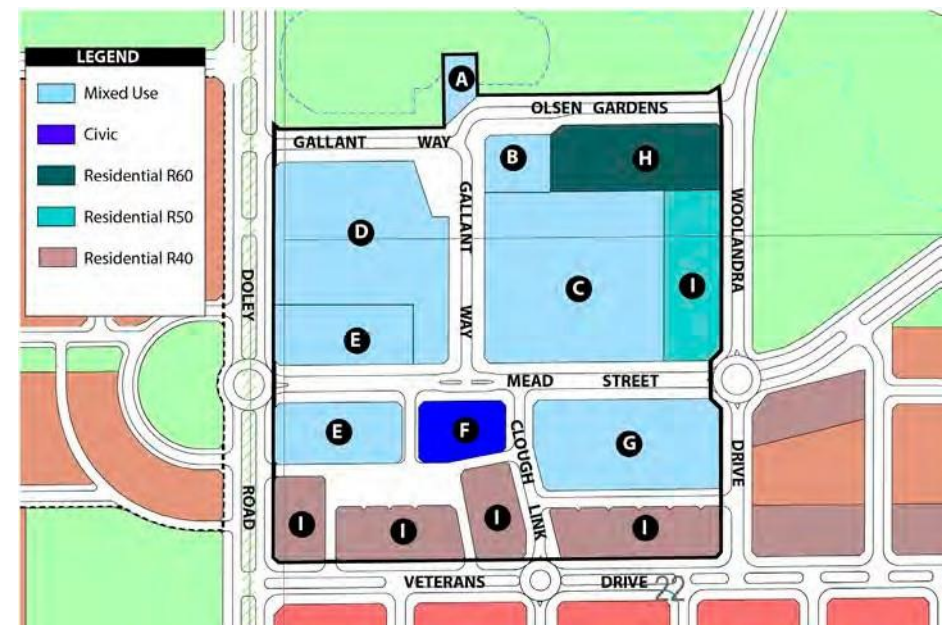 LEGEND
Mixed Use
Civic
Residential R60
Residential R50
Residential R40
A
OLSEN GARDENS
GALLANT WAY
B
H
GALLANT WAY
WOOLANDRA DRIVE
D
C
I
DOLEY ROAD
E
MEAD STREET
E
F
G
CLOUGH LINK
I
I
I
I
VETERANS DRIVE
22